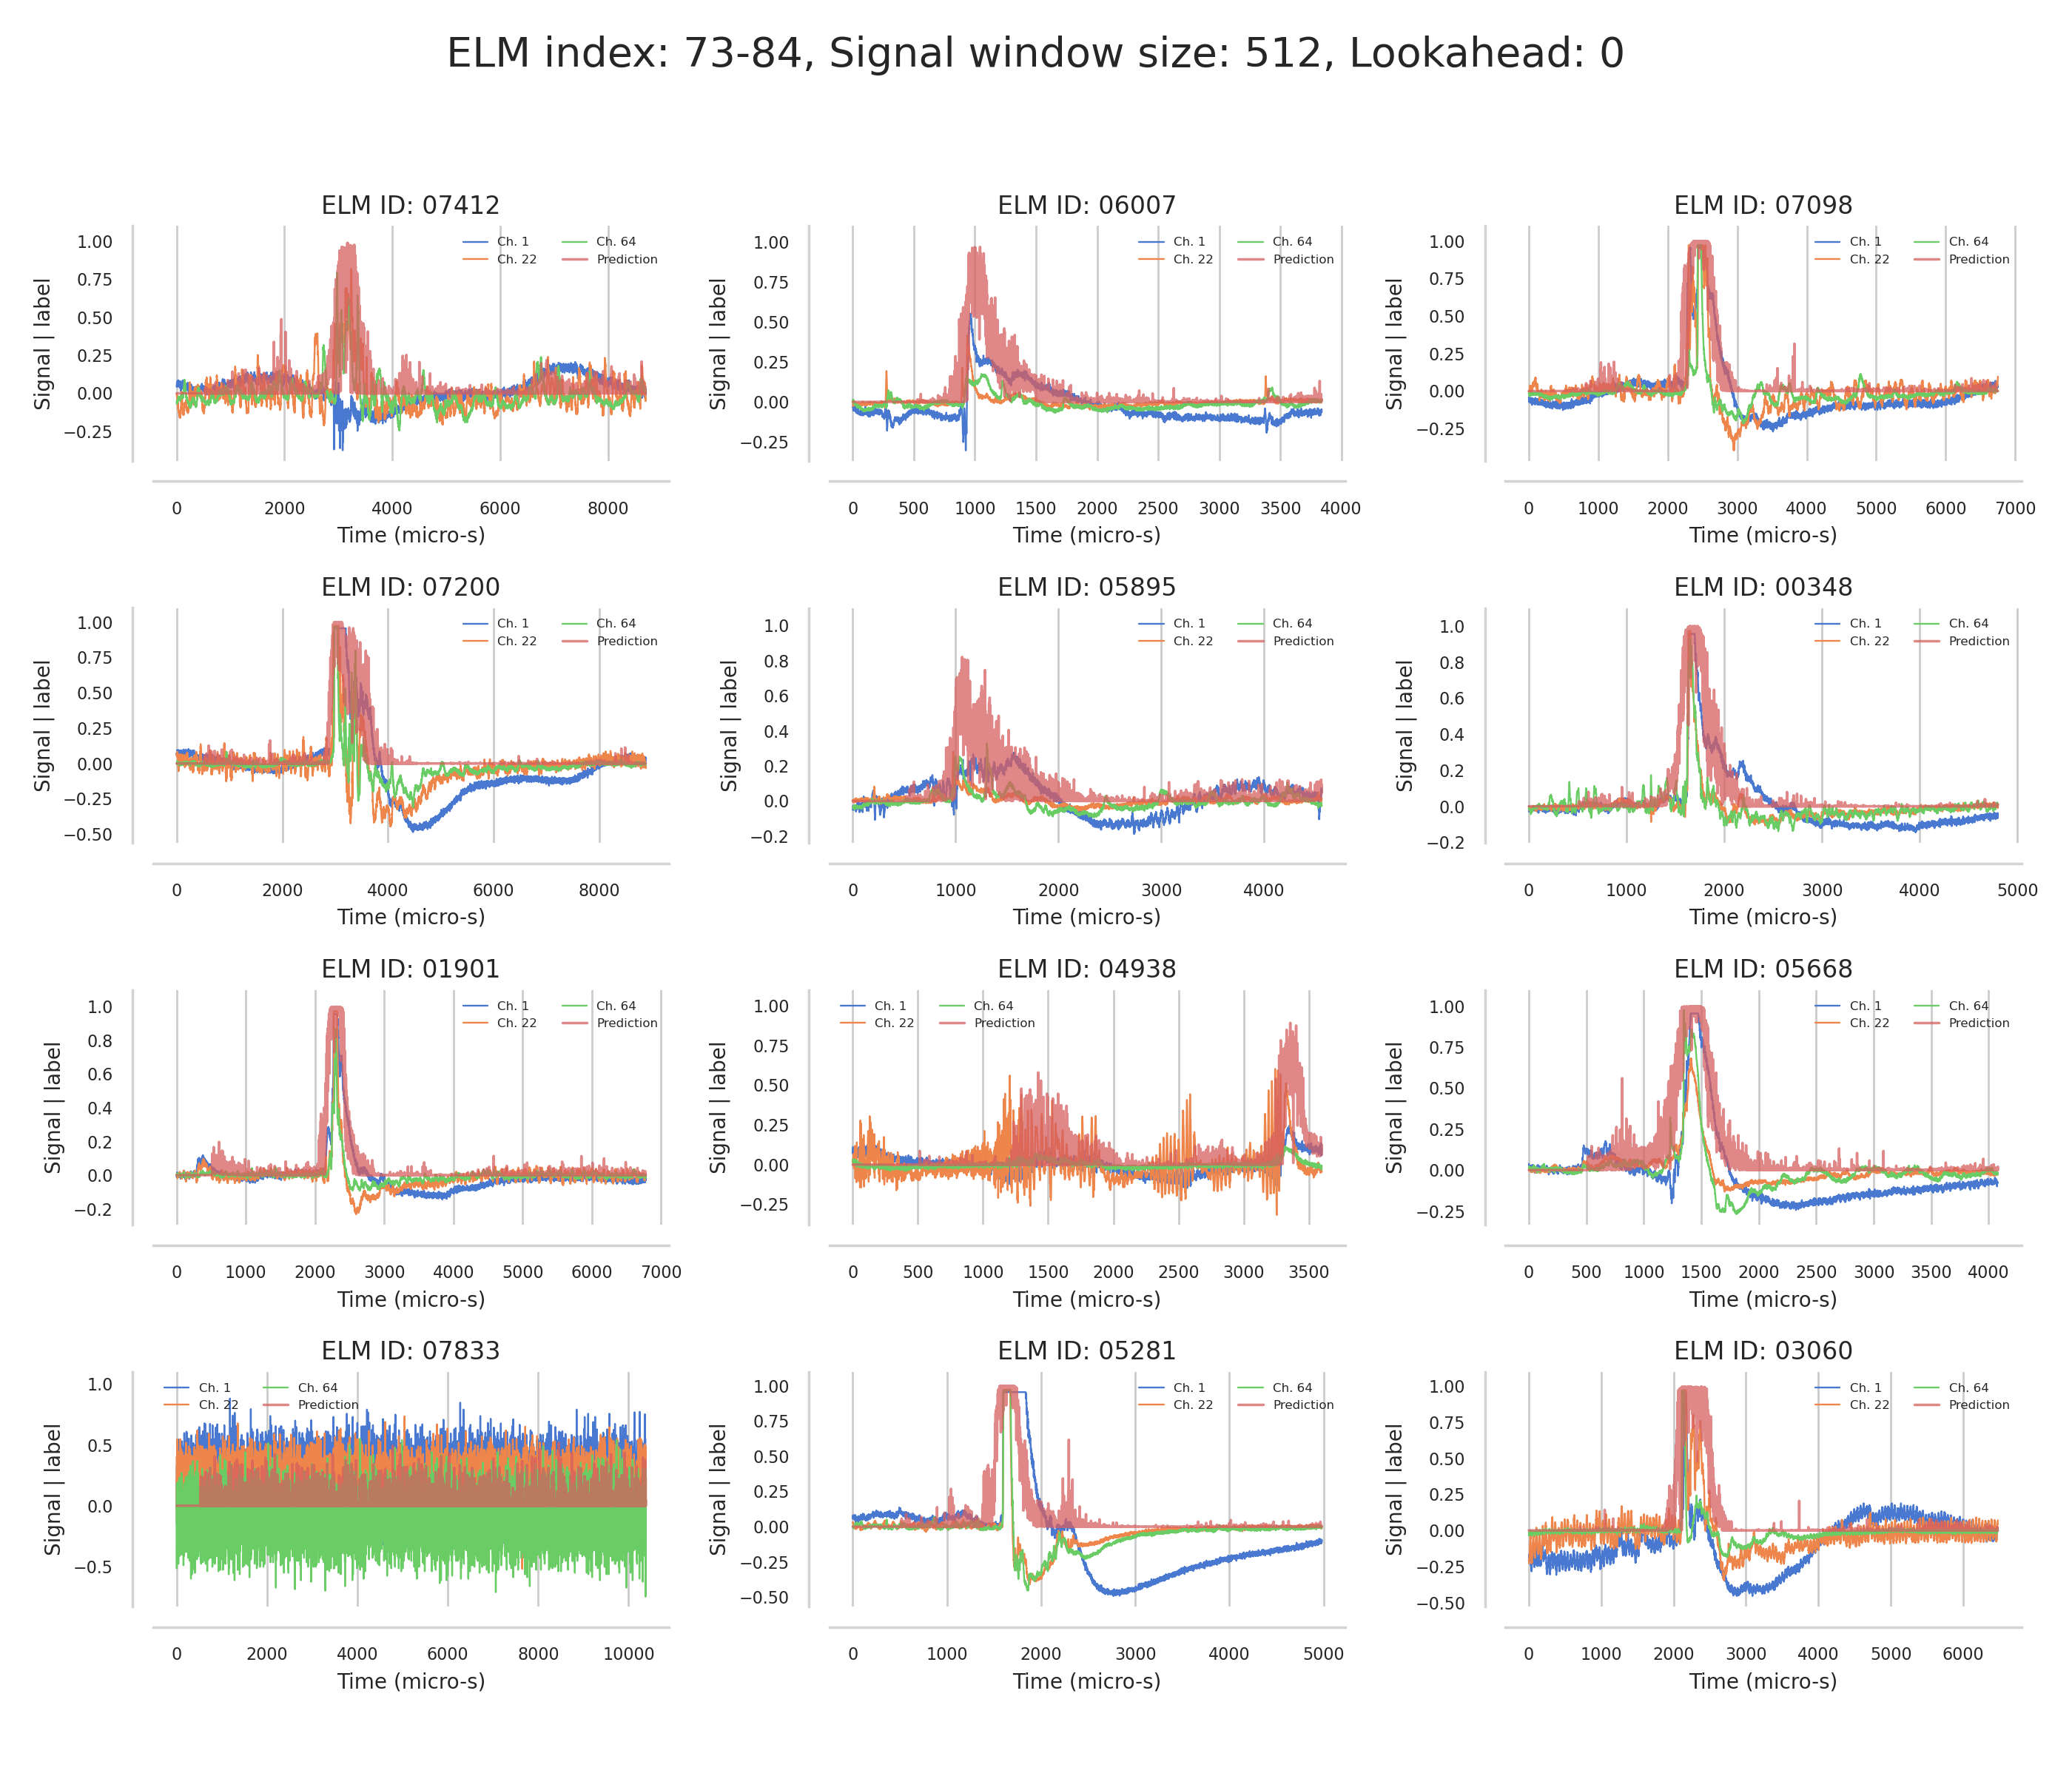 ELM index: 73-84, Signal window size: 512, Lookahead: 0
ELM ID: 07412
Signal | label
1.00
0.75
0.50
0.25
0.00
−0.25
Ch. 1
Ch. 22
Ch. 64
Prediction
0 2000 4000 6000 8000
Time (micro-s)
ELM ID: 06007
Signal | label
1.00
0.75
0.50
0.25
0.00
−0.25
Ch. 1
Ch. 22
Ch. 64
Prediction
0 500 1000 1500 2000 2500 3000 3500 4000
Time (micro-s)
ELM ID: 07098
Signal | label
1.00
0.75
0.50
0.25
0.00
−0.25
Ch. 1
Ch. 22
Ch. 64
Prediction
0 1000 2000 3000 4000 5000 6000 7000
Time (micro-s)
ELM ID: 07200
Signal | label
1.00
0.75
0.50
0.25
0.00
−0.25
−0.50
Ch. 1
Ch. 22
Ch. 64
Prediction
0 2000 4000 6000 8000
Time (micro-s)
ELM ID: 05895
Signal | label
1.0
0.8
0.6
0.4
0.2
0.0
−0.2
Ch. 1
Ch. 22
Ch. 64
Prediction
0 1000 2000 3000 4000
Time (micro-s)
ELM ID: 00348
Signal | label
1.0
0.8
0.6
0.4
0.2
0.0
−0.2
Ch. 1
Ch. 22
Ch. 64
Prediction
0 1000 2000 3000 4000 5000
Time (micro-s)
ELM ID: 01901
Signal | label
1.0
0.8
0.6
0.4
0.2
0.0
−0.2
Ch. 1
Ch. 22
Ch. 64
Prediction
0 1000 2000 3000 4000 5000 6000 7000
Time (micro-s)
ELM ID: 04938
Signal | label
1.00
0.75
0.50
0.25
0.00
−0.25
Ch. 1
Ch. 22
Ch. 64
Prediction
0 500 1000 1500 2000 2500 3000 3500
Time (micro-s)
ELM ID: 05668
Signal | label
1.00
0.75
0.50
0.25
0.00
−0.25
Ch. 1
Ch. 22
Ch. 64
Prediction
0 500 1000 1500 2000 2500 3000 3500 4000
Time (micro-s)
ELM ID: 07833
Signal | label
1.0
0.5
0.0
−0.5
Ch. 1
Ch. 22
Ch. 64
Prediction
0 2000 4000 6000 8000 10000
Time (micro-s)
ELM ID: 05281
Signal | label
1.00
0.75
0.50
0.25
0.00
−0.25
−0.50
Ch. 1
Ch. 22
Ch. 64
Prediction
0 1000 2000 3000 4000 5000
Time (micro-s)
ELM ID: 03060
Signal | label
1.00
0.75
0.50
0.25
0.00
−0.25
−0.50
Ch. 1
Ch. 22
Ch. 64
Prediction
0 1000 2000 3000 4000 5000 6000
Time (micro-s)